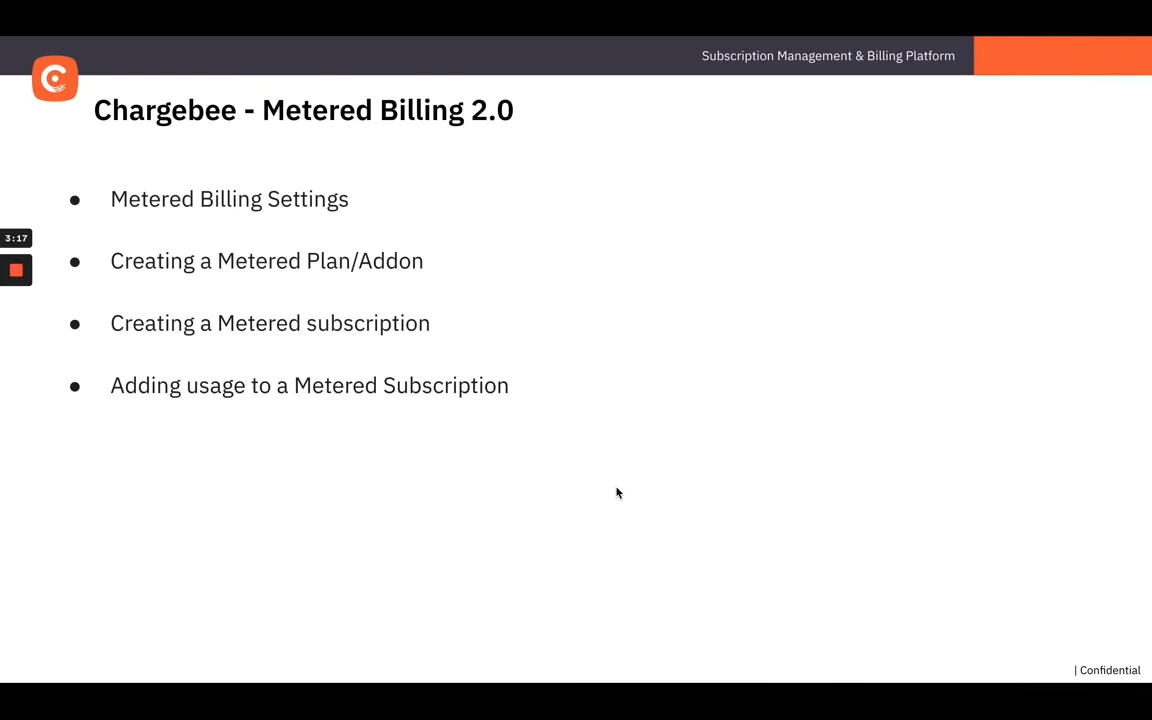 Subscription Management & Billing Platform
Chargebee - Metered Billing 2.0
● Metered Billing Settings
3:17
● Creating a Metered Plan/Addon
● Creating a Metered subscription
● Adding usage to a Metered Subscription
| Confidential